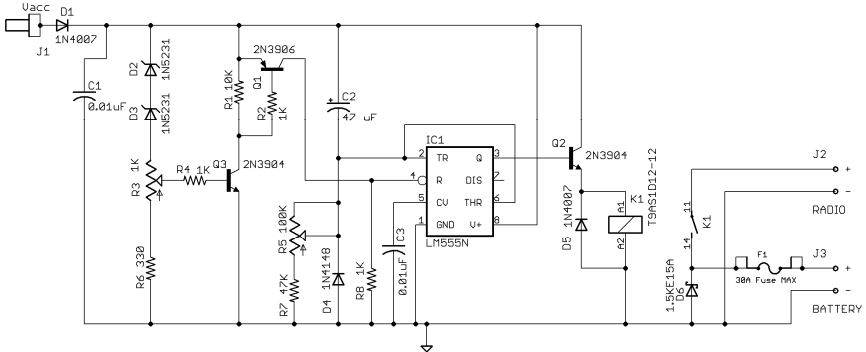 Vacc
D1
1N4007
J1
C1
0.01uF
D2
1N5231
D3
1N5231
R3 1K
R4 1K
R6 330
Q3
2N3904
R1 10K
2N3906
Q1
R2
1K
C2
47 uF
+
R5 100K
R7 47K
D4
1N4148
R8 1K
C3
0.01uF
IC1
2 TR Q 3
4 R DIS 7
5 CV THR 6
1 GND V+ 8
LM555N
Q2
2N3904
D5
1N4007
A1
A2
K1
T9AS1D12-12
11
14
K1
1.5KE15A
D6
F1
30A Fuse MAX
J2
+
-
RADIO
J3
+
-
BATTERY